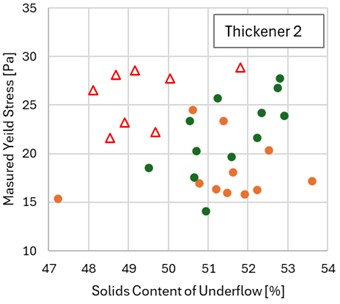 Thickener 2
Masured Yeild Stress [Pa]
35
30
25
20
15
10
47 48 49 50 51 52 53 54
Solids Content of Underflow [%]